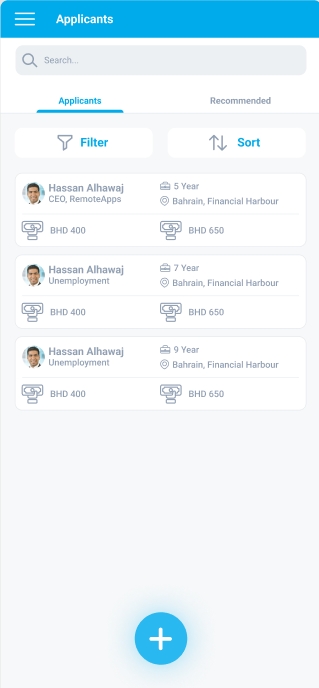 Applicants
Search...
Applicants Recommended
Filter Sort
Hassan Alhawaj 5 Year
CEO, RemoteApps Bahrain, Financial Harbour
BHD 400 BHD 650
Hassan Alhawaj 7 Year
Unemployment Bahrain, Financial Harbour
BHD 400 BHD 650
Hassan Alhawaj 9 Year
Unemployment Bahrain, Financial Harbour
BHD 400 BHD 650